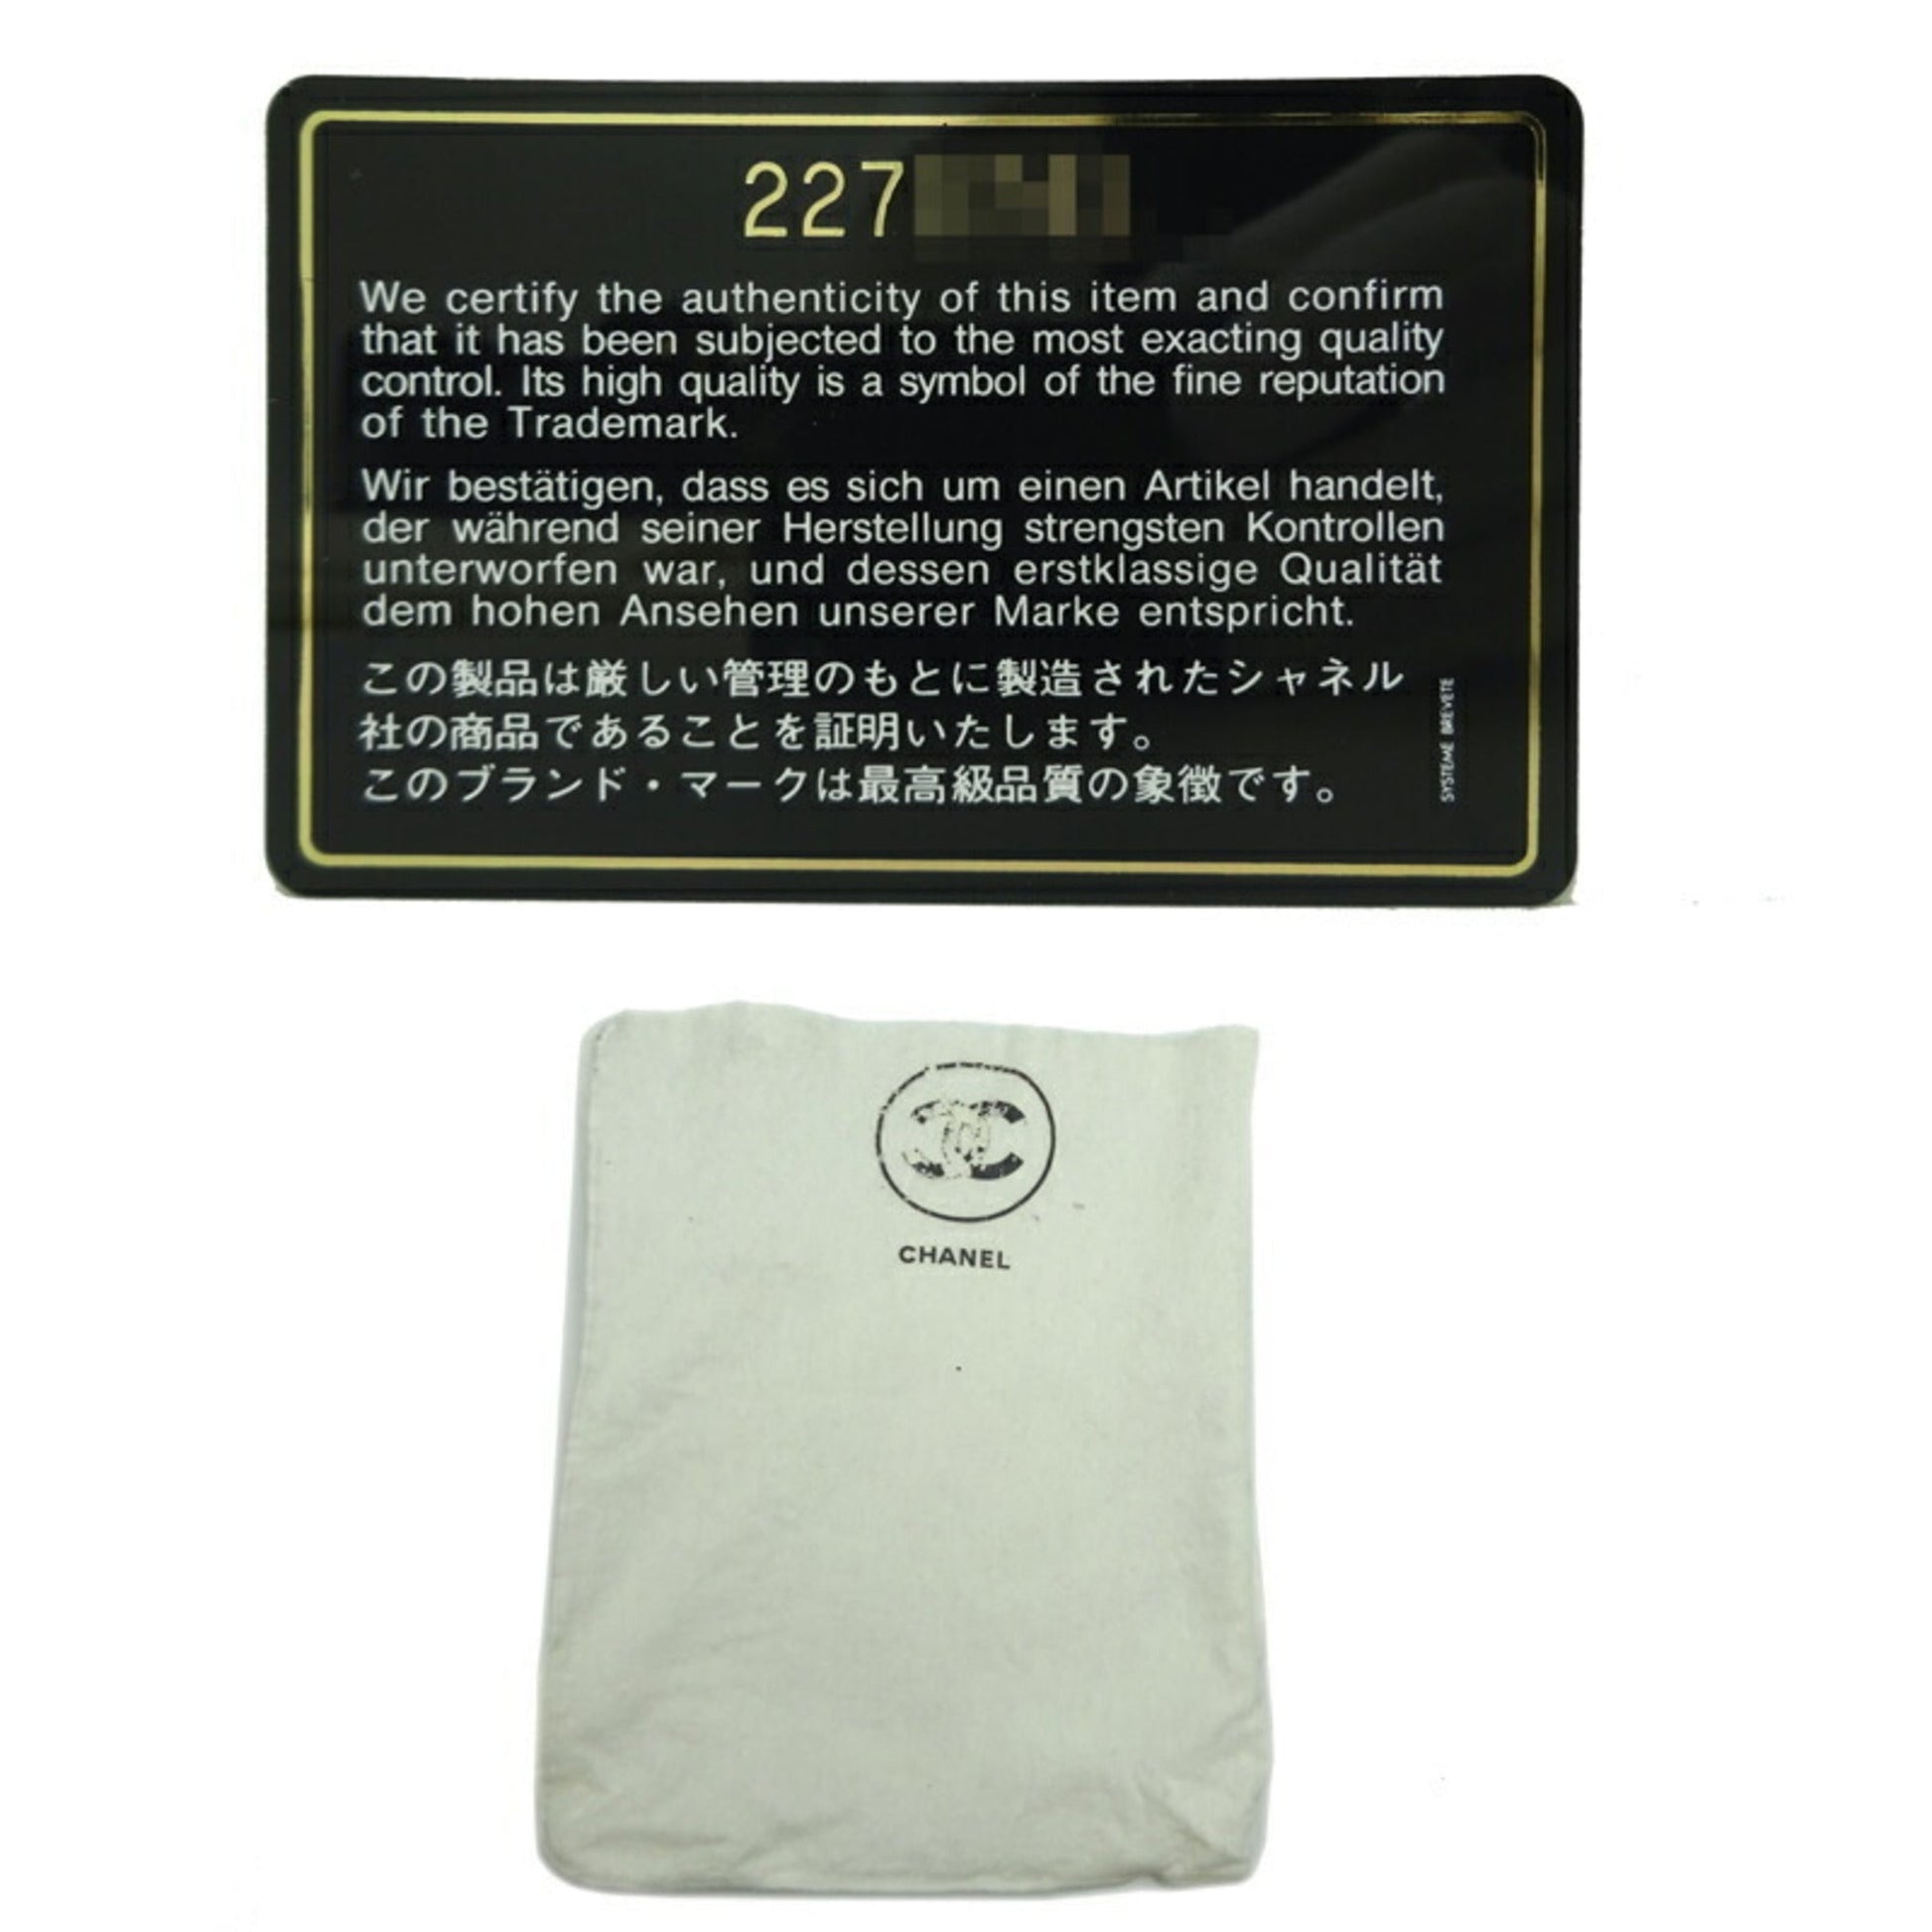 227
We certify the authenticity of this item and confirm
that it has been subjected to the most exacting quality
control. Its high quality is a symbol of the fine reputation
of the Trademark.
Wir bestätigen, dass es sich um einen Artikel handelt,
der während seiner Herstellung strengsten Kontrollen
unterworfen war, und dessen erstklassige Qualität
dem hohen Ansehen unserer Marke entspricht.
この製品は厳しい管理のもとに製造されたシャネル
社の商品であることを証明いたします。
このブランド・マークは最高級品質の象徴です。
SYSTEME BREVETE
CHANEL